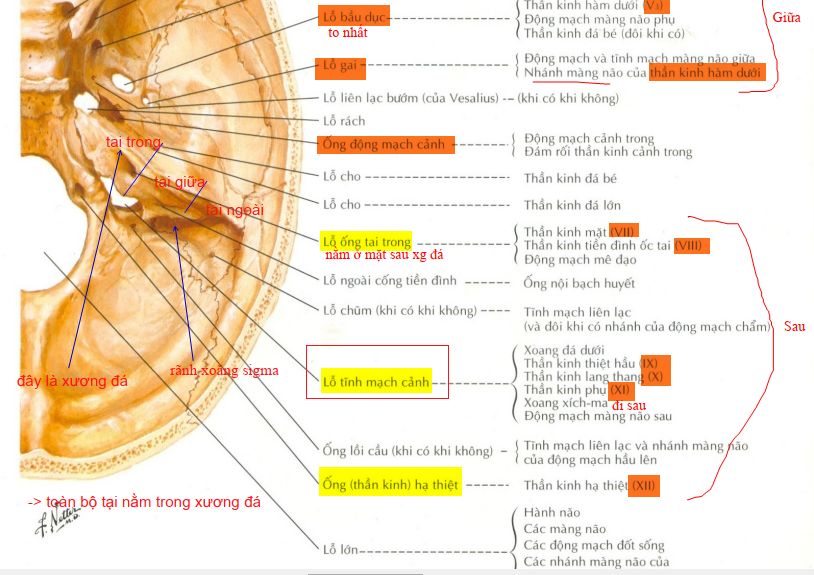 Thần kinh hàm dưới (V₃)
Lỗ bầu dục
Động mạch màng não phụ
Giữa
to nhất
Thần kinh đá bé (đôi khi có)
Lỗ gai
Động mạch và tĩnh mạch màng não giữa
Nhánh màng não của thần kinh hàm dưới
Lỗ liên lạc bướm (của Vesalius) -- (khi có khi không)
Lỗ rách
tai trong
Ống động mạch cảnh
Động mạch cảnh trong
Đám rối thần kinh cảnh trong
tai giữa
Lỗ cho
Thần kinh đá bé
tai ngoài
Lỗ cho
Thần kinh đá lớn
Lỗ ống tai trong
nằm ở mặt sau xg đá
Thần kinh mặt (VII)
Thần kinh tiền đình ốc tai (VIII)
Động mạch mê đạo
Lỗ ngoài cống tiền đình
Ống nội bạch huyết
Lỗ chũm (khi có khi không)
Tĩnh mạch liên lạc
(và đôi khi có nhánh của động mạch chẩm)
Sau
đây là xương đá
rãnh-xoang sigma
Lỗ tĩnh mạch cảnh
Xoang đá dưới
Thần kinh thiệt hầu (IX)
Thần kinh lang thang (X)
Thần kinh phụ (XI)
Xoang xích-ma đi sau
Động mạch màng não sau
Ống lồi cầu (khi có khi không)
Tĩnh mạch liên lạc và nhánh màng não
của động mạch hầu lên
Ống (thần kinh) hạ thiệt
Thần kinh hạ thiệt (XII)
-> toàn bộ tại nằm trong xương đá
F. Netter
M.D.
Lỗ lớn
Hành não
Các màng não
Các động mạch đốt sống
Các nhánh màng não của